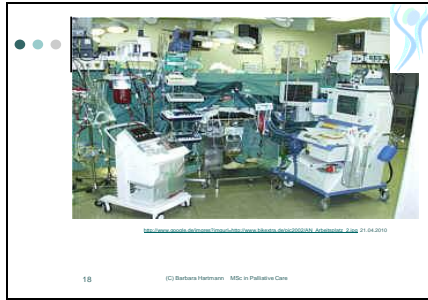 http://www.google.de/imgres?imgurl=http://www.bikestra.de/pic2002/AN_Arbeitsplatz_2.jpg 21.04.2010
18 (C) Barbara Hartmann MSc in Palliative Care